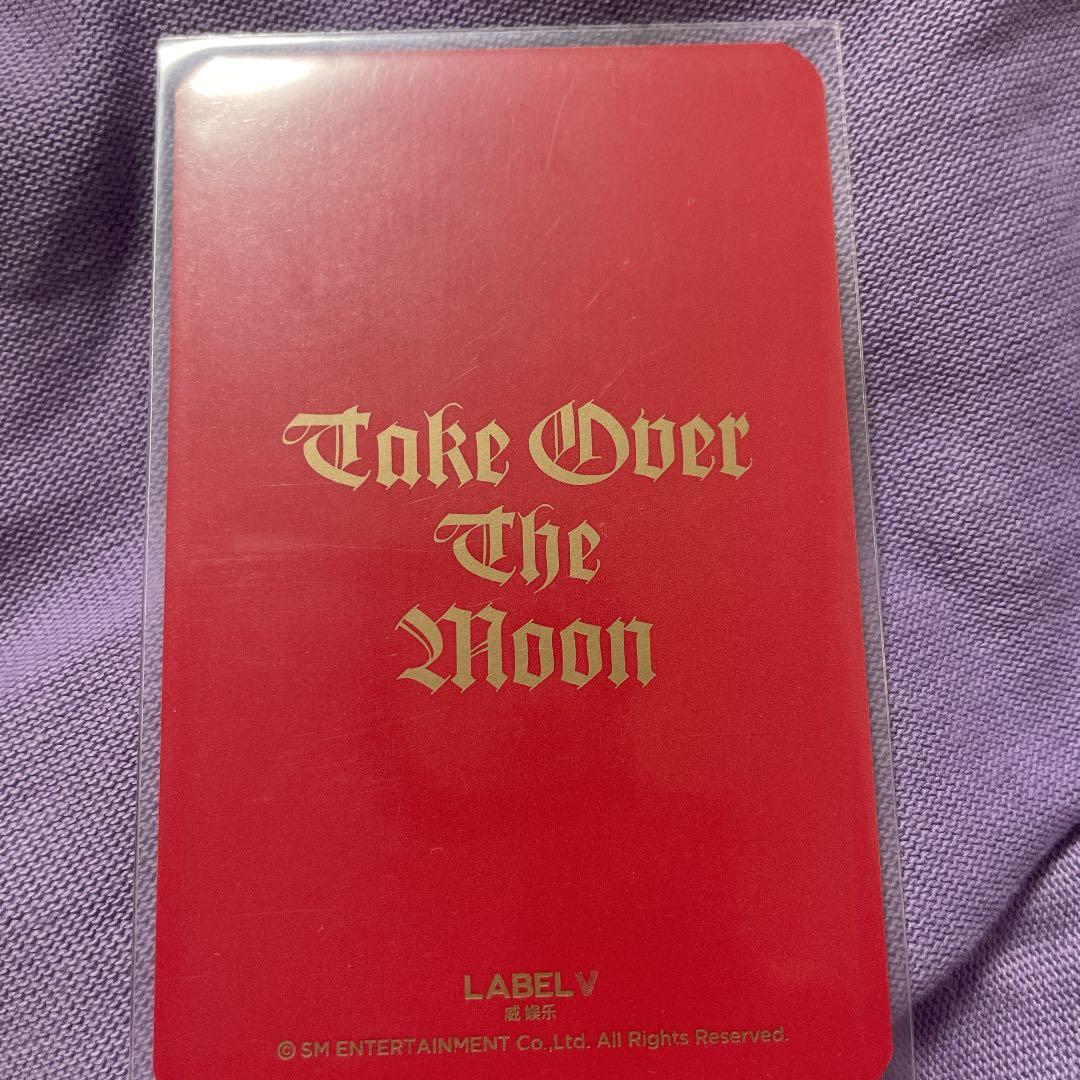 Take Over
The
Moon
LABEL V
威 娱乐
© SM ENTERTAINMENT Co.,Ltd. All Rights Reserved.